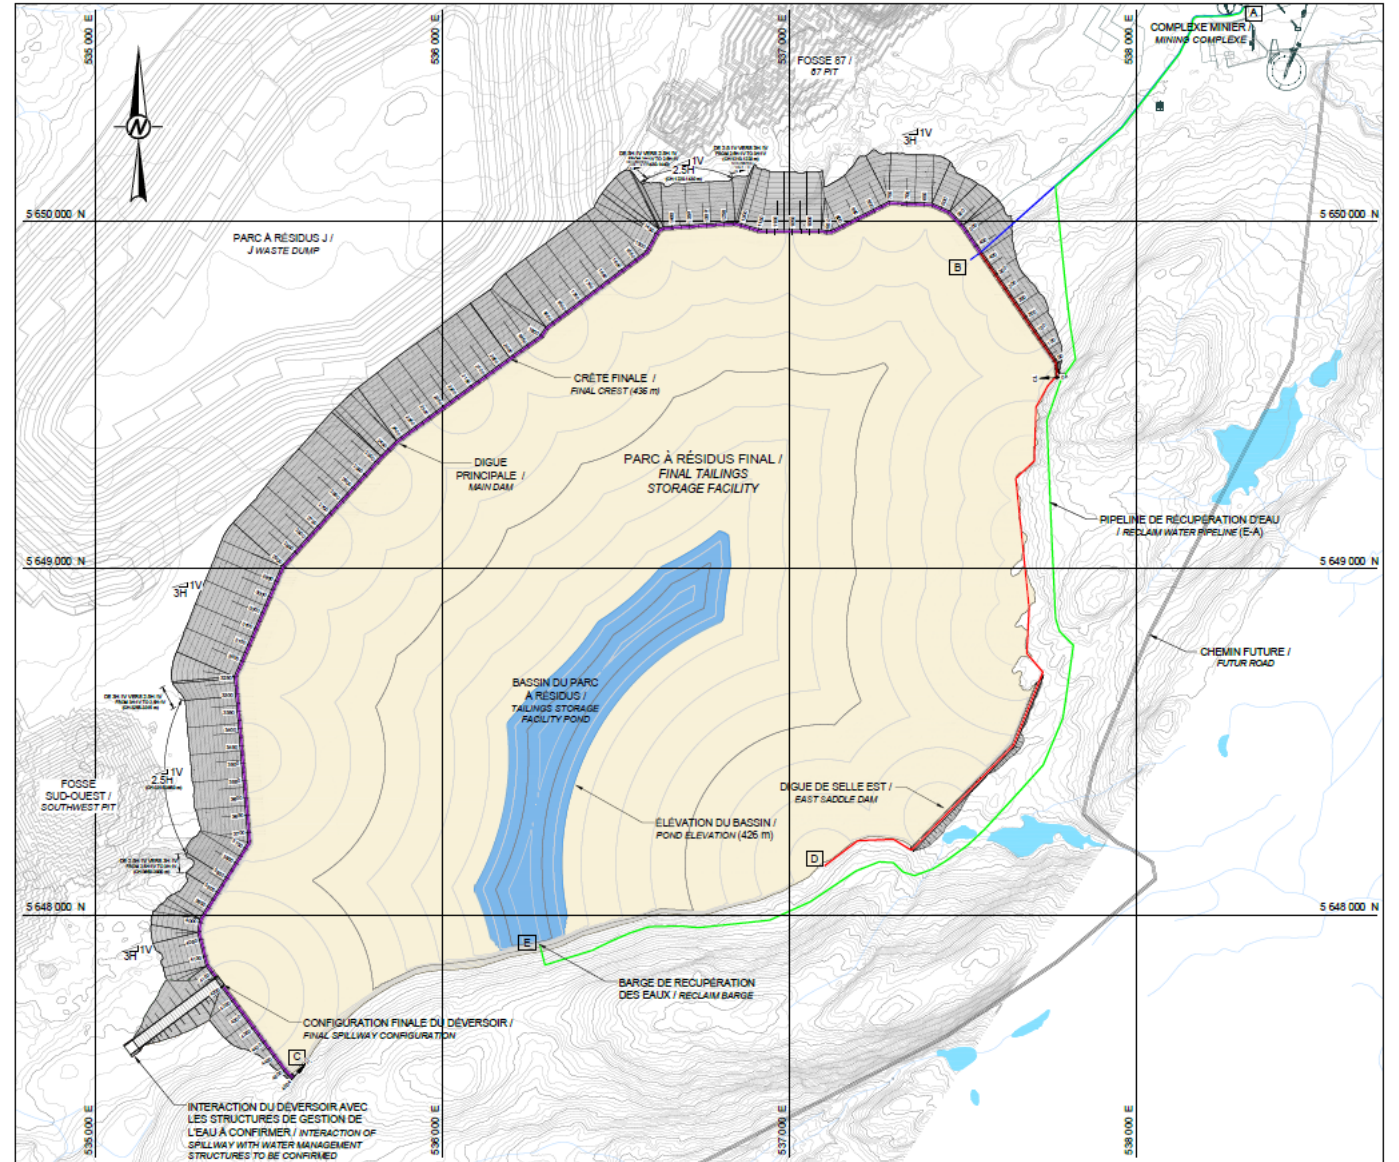 535 000 E
536 000 E
537 000 E
538 000 E
A
COMPLEXE MINIER /
MINING COMPLEXE
FOSSE 87 /
87 PIT
N
1V
3H
1V
2.5H
5 650 000 N
5 650 000 N
PARC À RÉSIDUS J /
J WASTE DUMP
B
CRÊTE FINALE /
FINAL CREST (436 m)
DIGUE
PRINCIPALE /
MAIN DAM
PARC À RÉSIDUS FINAL /
FINAL TAILINGS
STORAGE FACILITY
PIPELINE DE RÉCUPÉRATION D'EAU
/ RECLAIM WATER PIPELINE (E-A)
5 649 000 N
5 649 000 N
1V
3H
CHEMIN FUTURE /
FUTUR ROAD
BASSIN DU PARC
À RÉSIDUS /
TAILINGS STORAGE
FACILITY POND
1V
2.5H
FOSSE
SUD-OUEST /
SOUTHWEST PIT
DIGUE DE SELLE EST /
EAST SADDLE DAM
ÉLÉVATION DU BASSIN /
POND ELEVATION (426 m)
D
5 648 000 N
5 648 000 N
E
1V
3H
BARGE DE RECUPÉRATION
DES EAUX / RECLAIM BARGE
CONFIGURATION FINALE DU DÉVERSOIR /
FINAL SPILLWAY CONFIGURATION
C
INTERACTION DU DÉVERSOIR AVEC
LES STRUCTURES DE GESTION DE
L'EAU À CONFIRMER / INTERACTION OF
SPILLWAY WITH WATER MANAGEMENT
STRUCTURES TO BE CONFIRMED
535 000 E
536 000 E
537 000 E
538 000 E